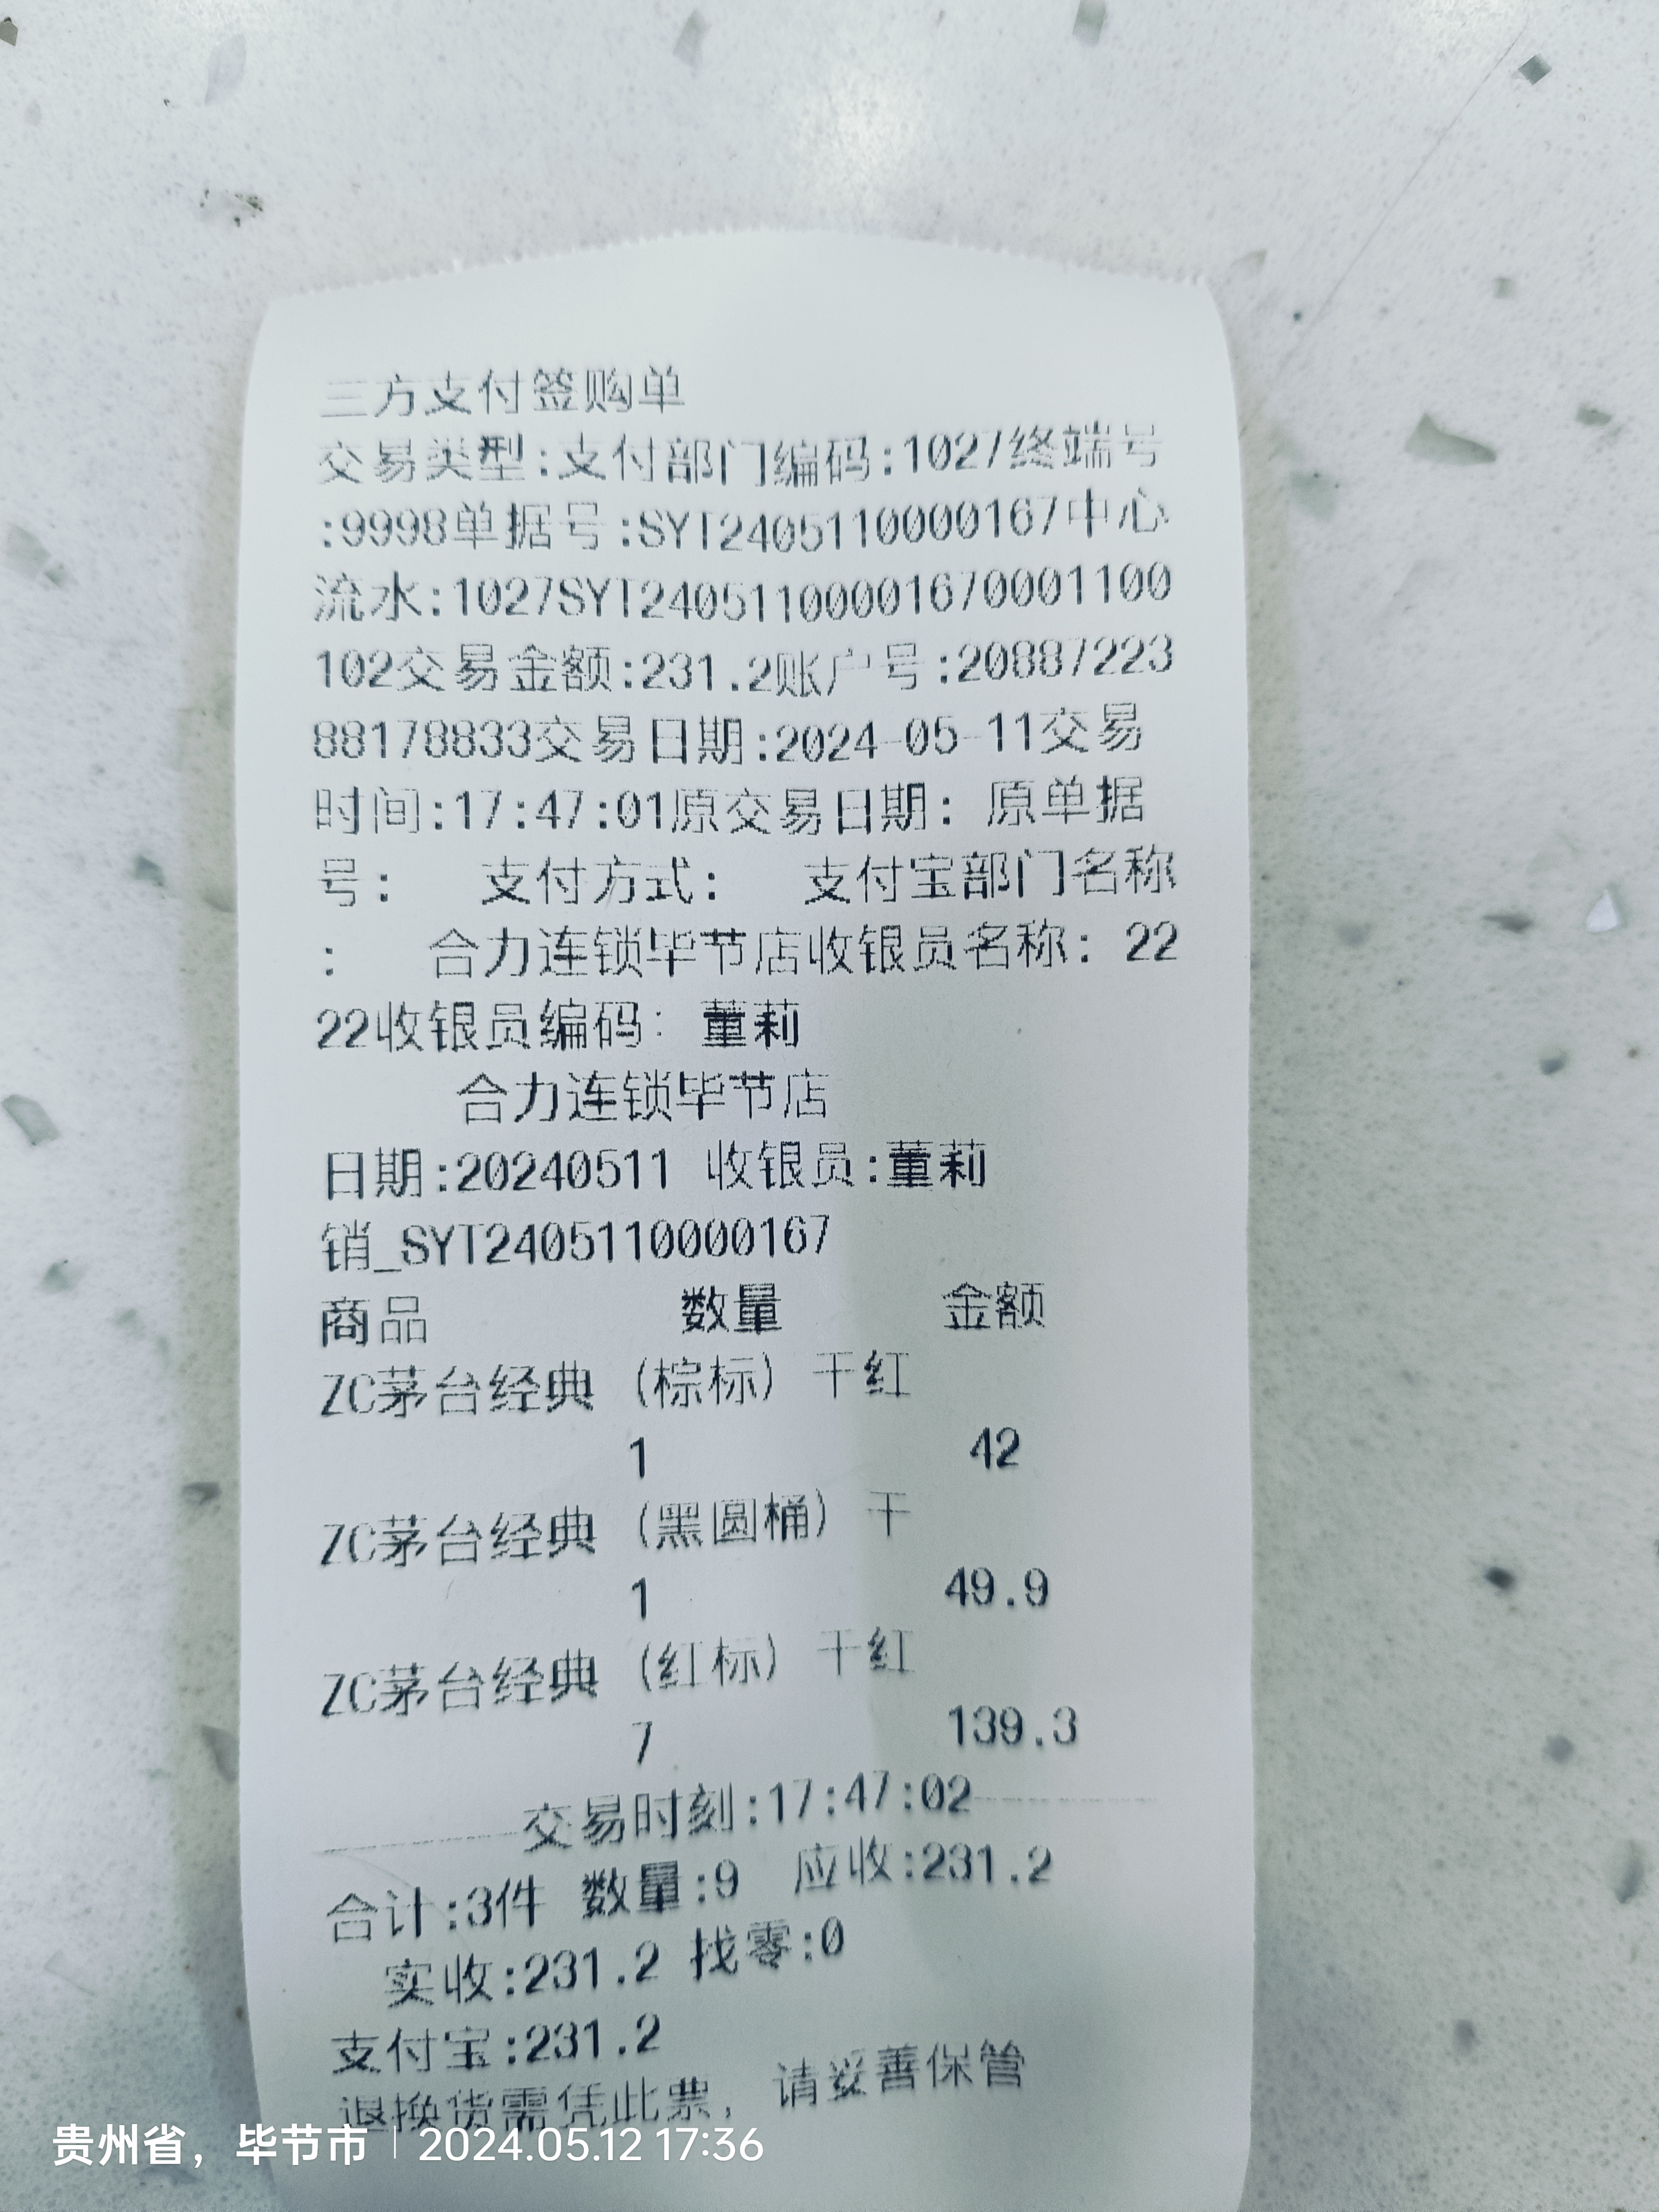 三方支付签购单
交易类型:支付部门编码:1027终端号
:9998单据号:SYT2405110000167中心
流水:1027SYT24051100001670001100
102交易金额:231.2账户号:20887223
88178833交易日期:2024-05-11交易
时间:17:47:01原交易日期: 原单据
号: 支付方式: 支付宝部门名称
: 合力连锁毕节店收银员名称: 22
22收银员编码: 董莉
合力连锁毕节店
日期:20240511 收银员:董莉
销_SYT2405110000167
商品 数量 金额
ZC茅台经典 (棕标) 干红
1 42
ZC茅台经典 (黑圆桶) 干
1 49.9
ZC茅台经典 (红标) 干红
7 139.3
交易时刻:17:47:02
合计:3件 数量:9 应收:231.2
实收:231.2 找零:0
支付宝:231.2
退换货需凭此票, 请妥善保管
贵州省，毕节市 | 2024.05.12 17:36